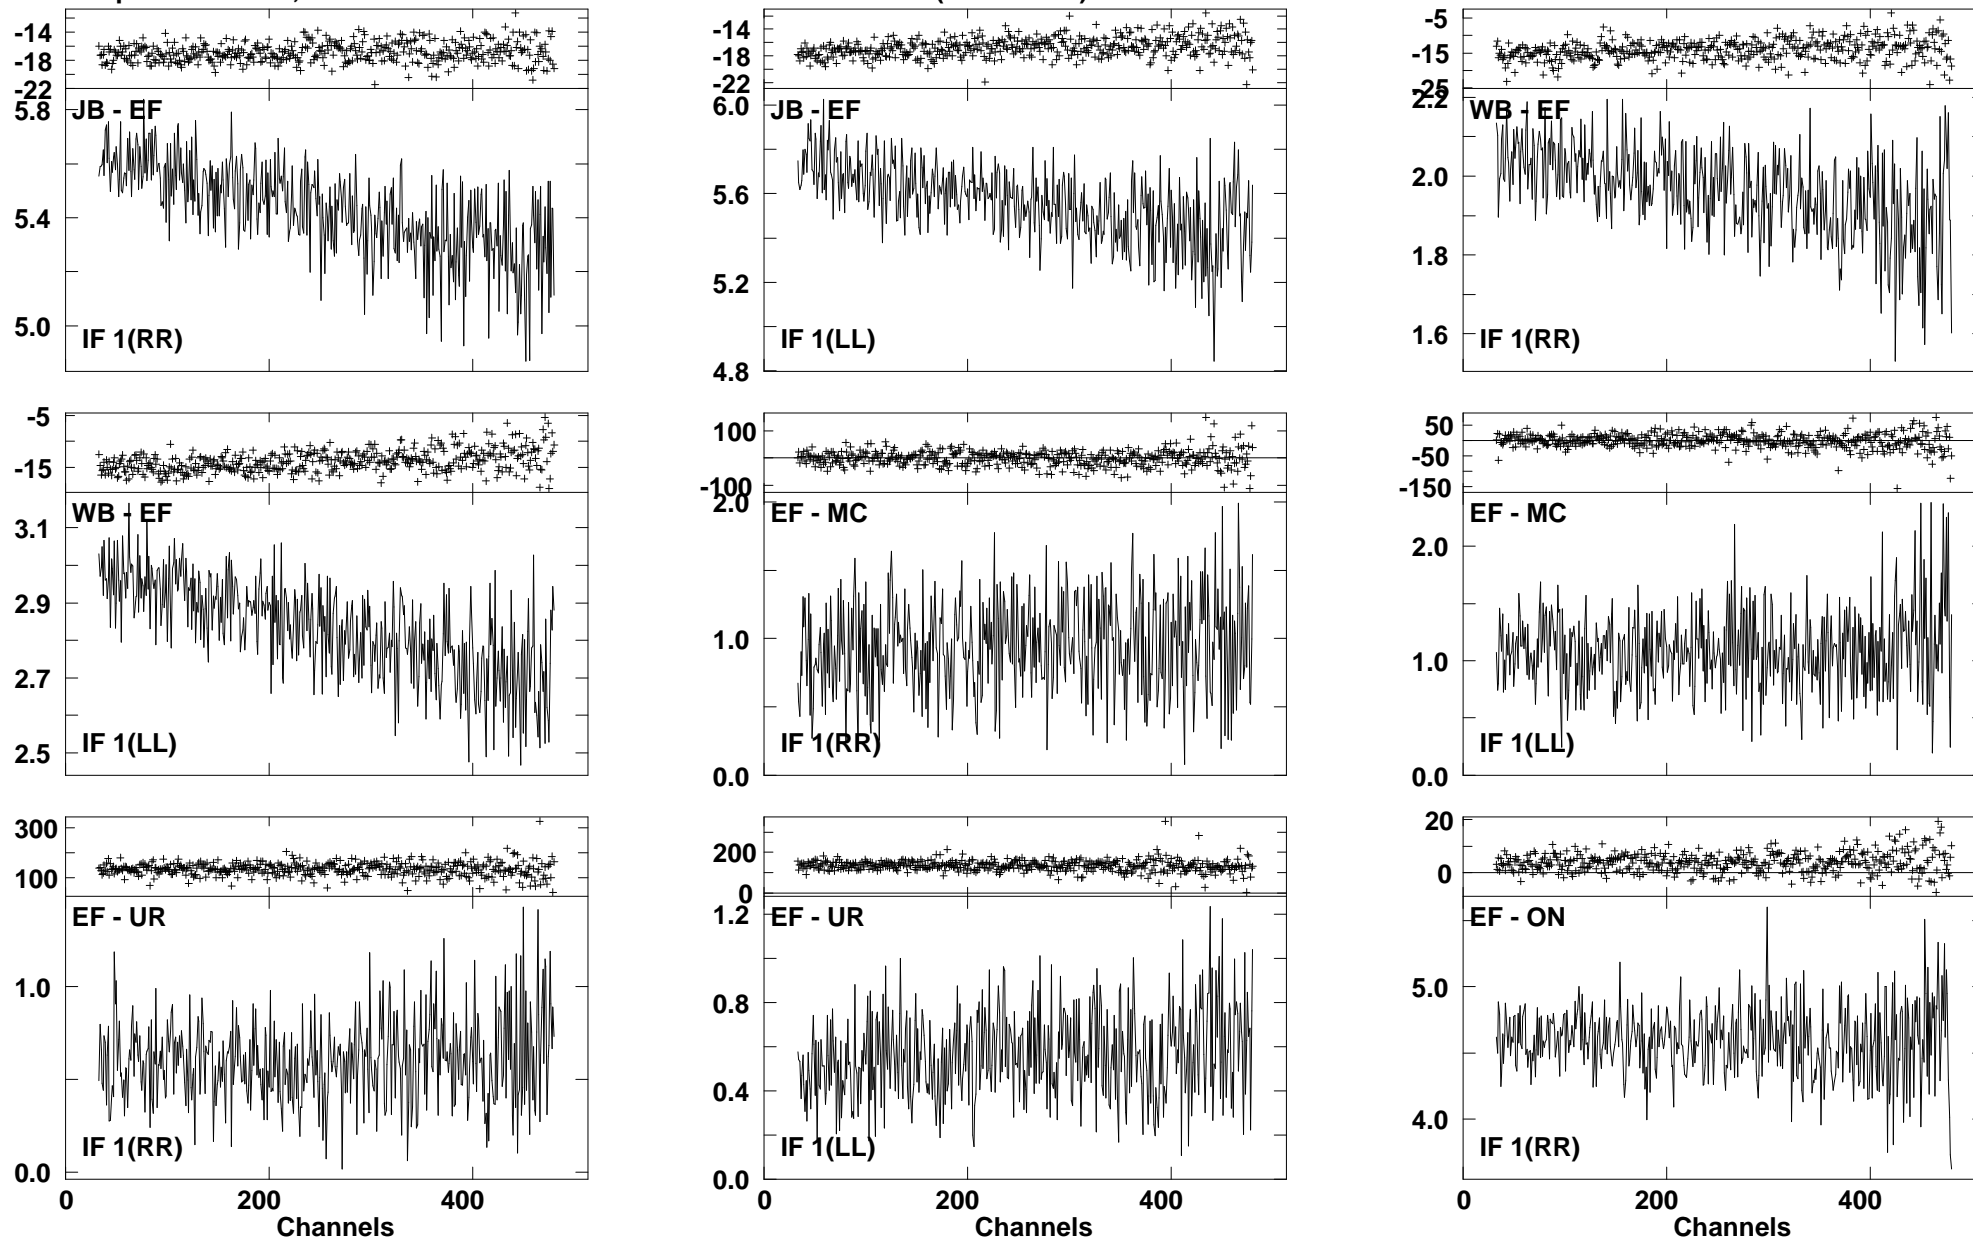 -14
-18
-22
5.8
JB - EF
5.4
5.0
IF 1(RR)
-14
-18
-22
6.0
JB - EF
5.6
5.2
IF 1(LL)
4.8
-5
-15
-25
2.2
WB - EF
2.0
1.8
1.6
IF 1(RR)
-5
-15
3.1
WB - EF
2.9
2.7
IF 1(LL)
2.5
100
-100
2.0
EF - MC
1.0
IF 1(RR)
0.0
50
-50
-150
EF - MC
2.0
1.0
IF 1(LL)
0.0
300
100
EF - UR
1.0
IF 1(RR)
0.0
0 200 400
Channels
200
0
1.2
EF - UR
0.8
0.4
IF 1(LL)
0.0
0 200 400
Channels
20
0
EF - ON
5.0
4.0
IF 1(RR)
0 200 400
Channels